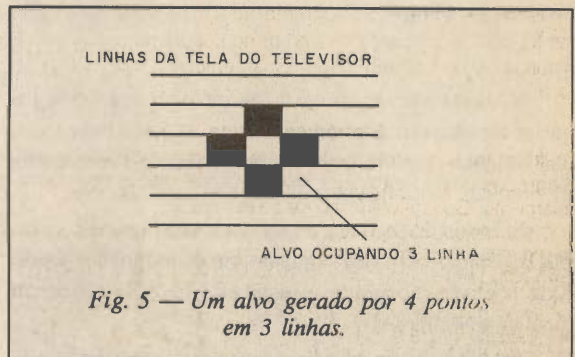 LINHAS DA TELA DO TELEVISOR
ALVO OCUPANDO 3 LINHA
Fig. 5 — Um alvo gerado por 4 pontos
em 3 linhas.